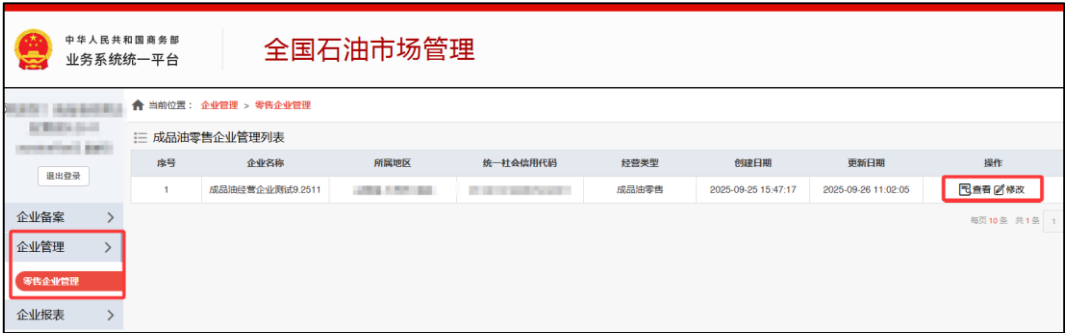 中华人民共和国商务部
业务系统统一平台
全国石油市场管理
当前位置： 企业管理 > 零售企业管理
成品油零售企业管理列表
退出登录
序号 企业名称 所属地区 统一社会信用代码 经营类型 创建日期 更新日期 操作
1 成品油经营企业测试9.2511 成品油零售 2025-09-25 15:47:17 2025-09-26 11:02:05 查看 修改
每页10条 共1条 1
企业备案 >
企业管理 >
零售企业管理
企业报表 >